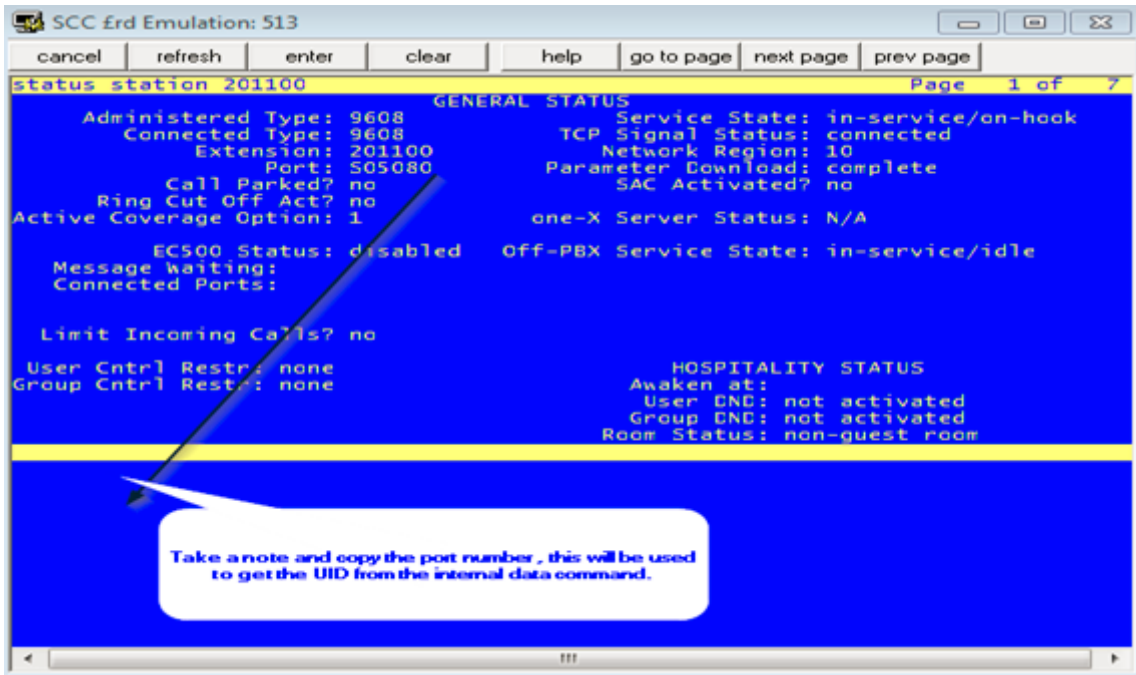 SCC £rd Emulation: 513
cancel refresh enter clear help go to page next page prev page
status station 201100 Page 1 of 7
GENERAL STATUS
Administered Type: 9608 Service State: in-service/on-hook
Connected Type: 9608 TCP Signal Status: connected
Extension: 201100 Network Region: 10
Port: S05080 Parameter Download: complete
Call Parked? no SAC Activated? no
Ring Cut Off Act? no
Active Coverage Option: 1 one-X Server Status: N/A
EC500 Status: disabled Off-PBX Service State: in-service/idle
Message Waiting:
Connected Ports:
Limit Incoming Calls? no
User Cntrl Restr: none HOSPITALITY STATUS
Group Cntrl Restr: none Awaken at:
User DND: not activated
Group DND: not activated
Room Status: non-guest room
Take a note and copy the port number , this will be used
to get the UID from the internal data command.